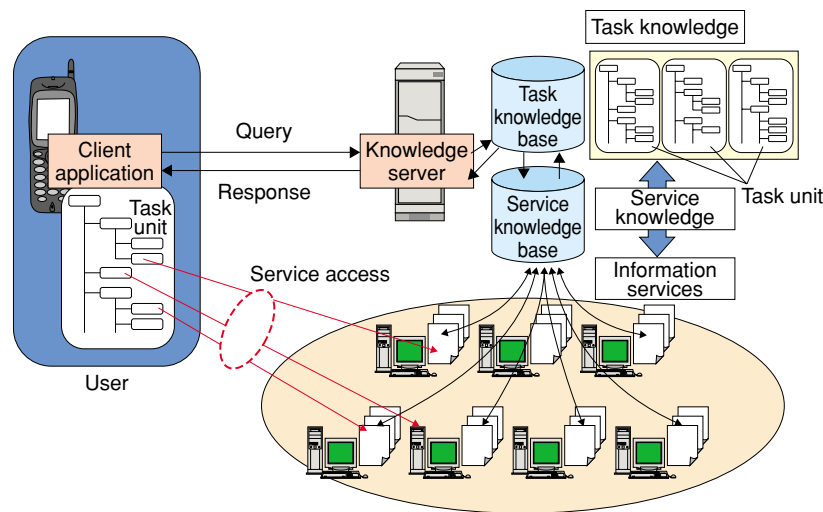 Task knowledge
Task
knowledge
base
Query
Client
application
Knowledge
server
Response
Task unit
Service
knowledge
Task
unit
Service
knowledge
base
Service access
Information
services
User